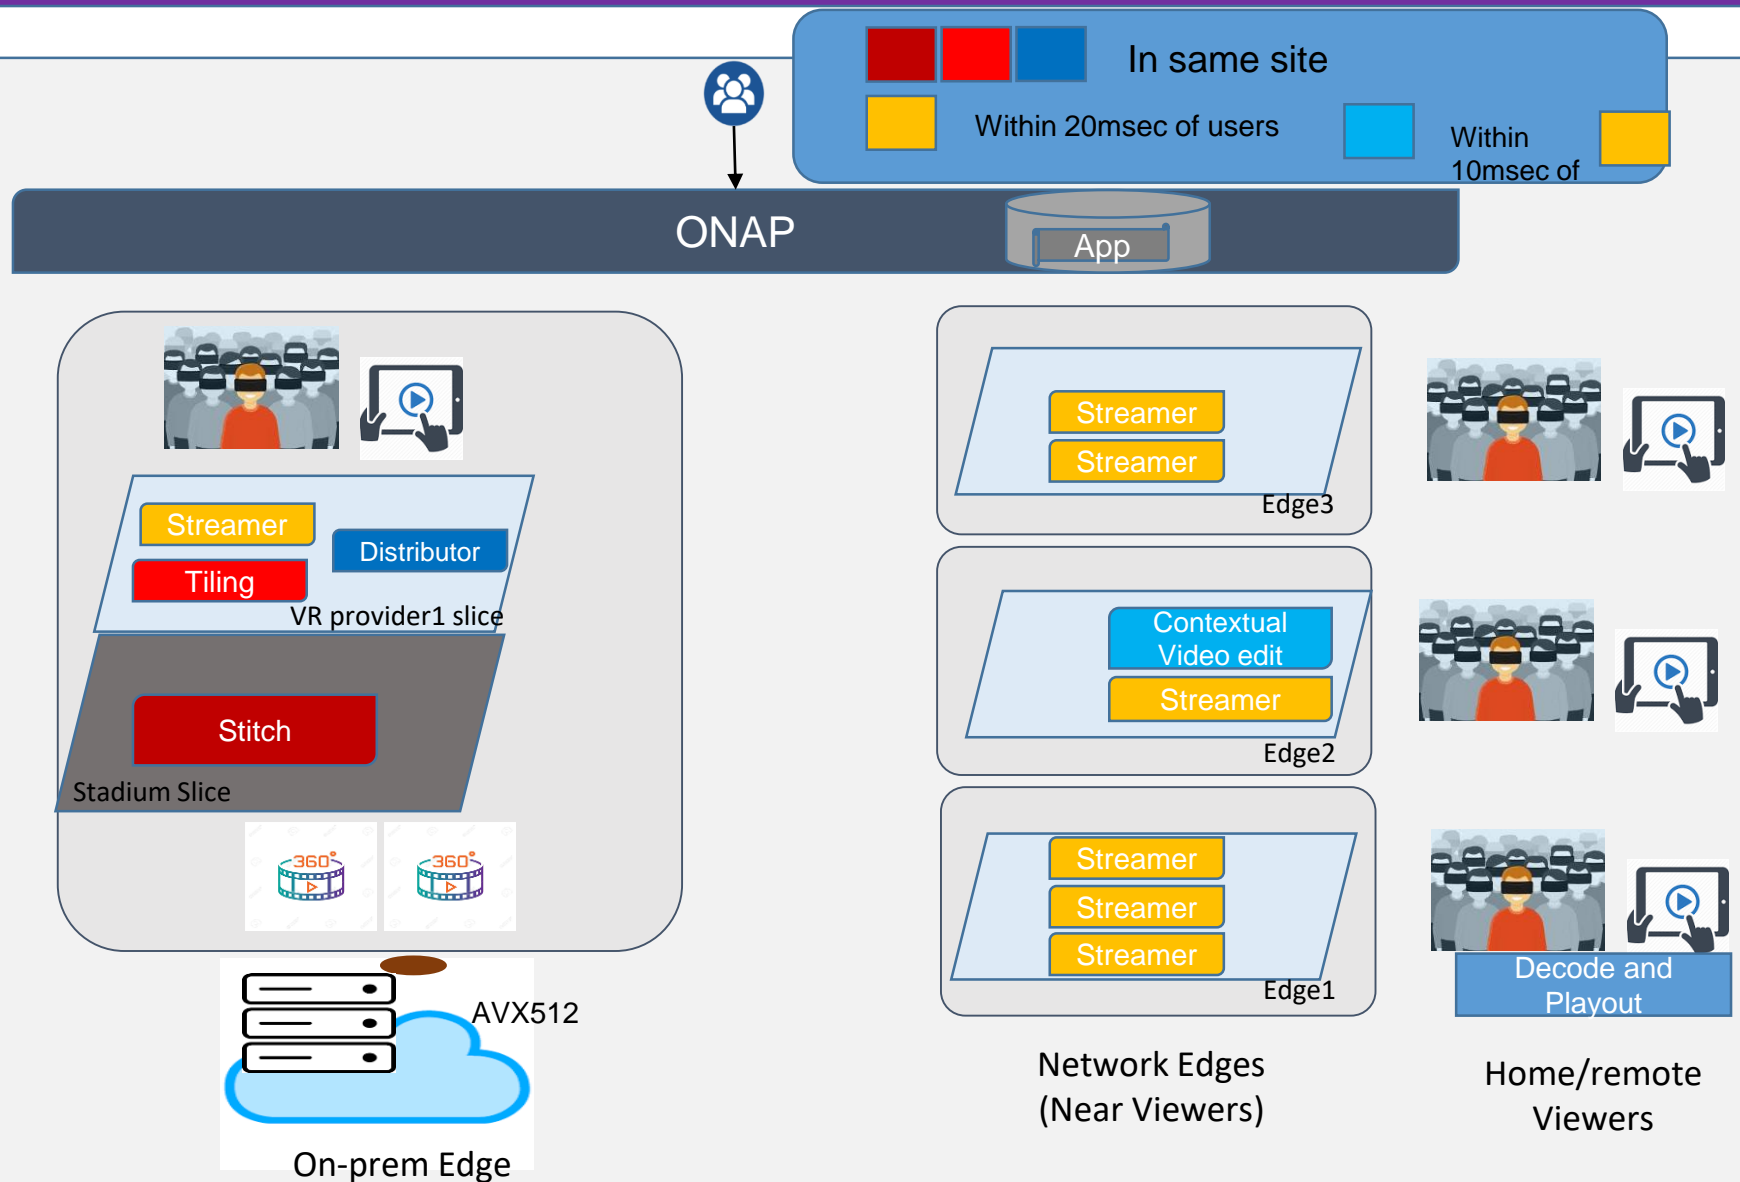 In same site
Within 20msec of users
Within
10msec of
ONAP
App
Streamer
Distributor
Tiling
VR provider1 slice
Stitch
Stadium Slice
360°
360°
AVX512
On-prem Edge
Streamer
Streamer
Edge3
Contextual
Video edit
Streamer
Edge2
Streamer
Streamer
Streamer
Edge1
Network Edges
(Near Viewers)
Decode and
Playout
Home/remote
Viewers